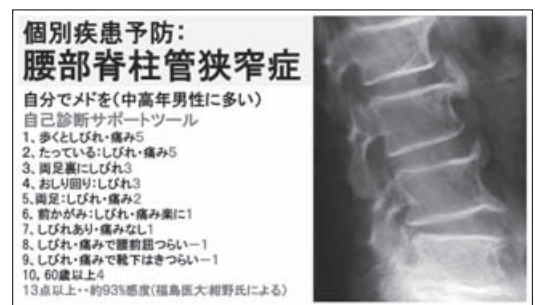 個別疾患予防:
腰部脊柱管狭窄症
自分でメドを(中高年男性に多い)
自己診断サポートツール
1、歩くとしびれ・痛み5
2、たっている:しびれ・痛み5
3、両足裏にしびれ3
4、おしり回り:しびれ3
5、両足:しびれ・痛み2
6、前かがみ:しびれ・痛み楽に1
7、しびれあり・痛みなし1
8、しびれ・痛みで腰前屈つらい−1
9、しびれ・痛みで靴下はきつらい−1
10、60歳以上4
13点以上・・約93%感度(福島医大:紺野氏による)